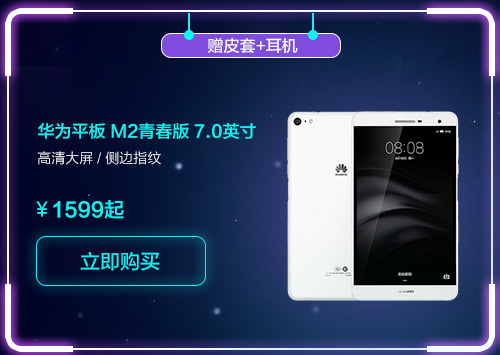 赠皮套+耳机
华为平板 M2青春版 7.0英寸
高清大屏 / 侧边指纹
¥1599起
立即购买
08:08
HUAWEI